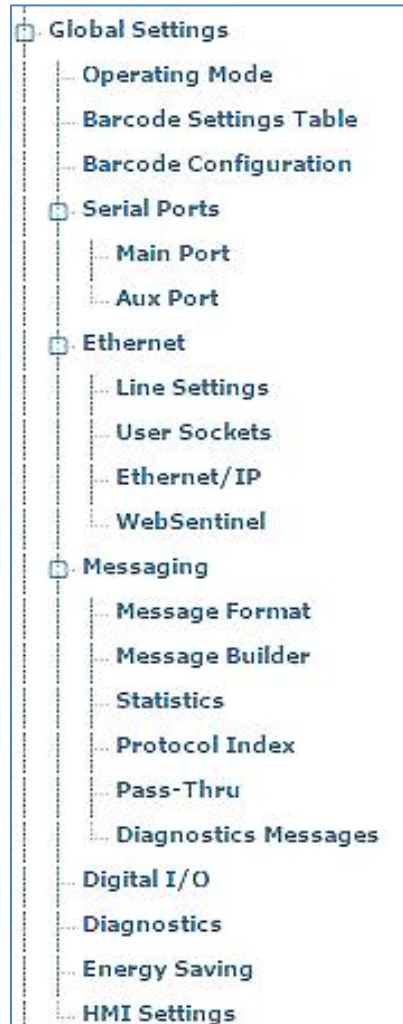 Global Settings
Operating Mode
Barcode Settings Table
Barcode Configuration
Serial Ports
Main Port
Aux Port
Ethernet
Line Settings
User Sockets
Ethernet/IP
WebSentinel
Messaging
Message Format
Message Builder
Statistics
Protocol Index
Pass-Thru
Diagnostics Messages
Digital I/O
Diagnostics
Energy Saving
HMI Settings